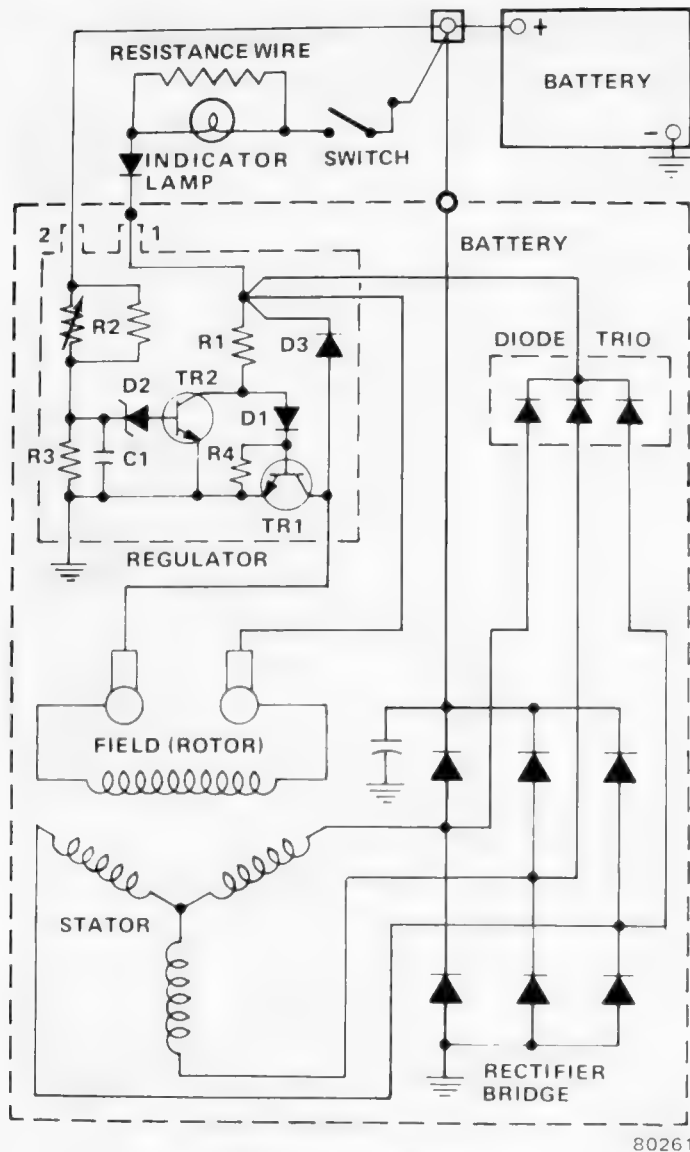 RESISTANCE WIRE
+
BATTERY
-
INDICATOR
LAMP
SWITCH
2
1
BATTERY
R2
R1
D3
DIODE TRIO
D2
TR2
D1
R3
C1
R4
TR1
REGULATOR
FIELD (ROTOR)
STATOR
RECTIFIER
BRIDGE
80261